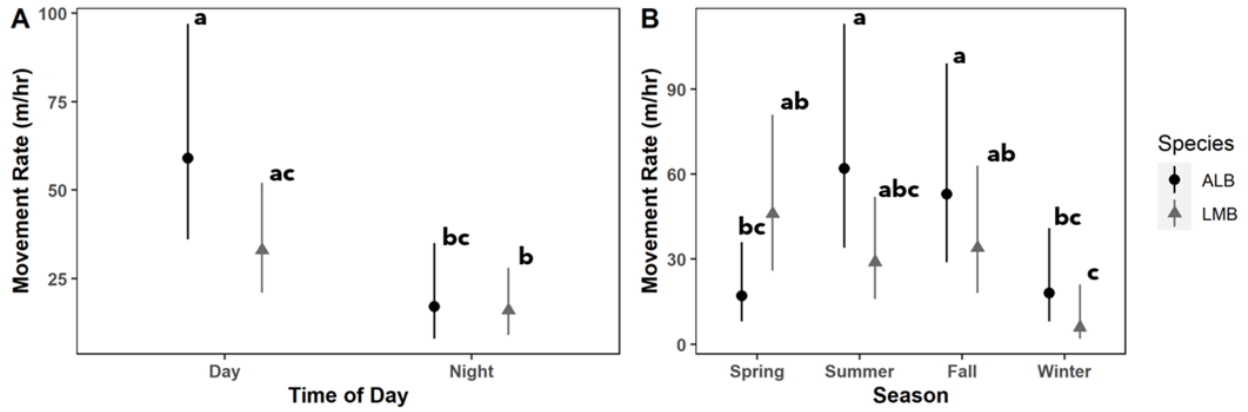 A
Movement Rate (m/hr)
100
75
50
25
a
ac
bc
b
Day
Night
Time of Day
B
Movement Rate (m/hr)
90
60
30
0
bc
ab
a
abc
a
ab
bc
c
Spring
Summer
Fall
Winter
Season
Species
ALB
LMB